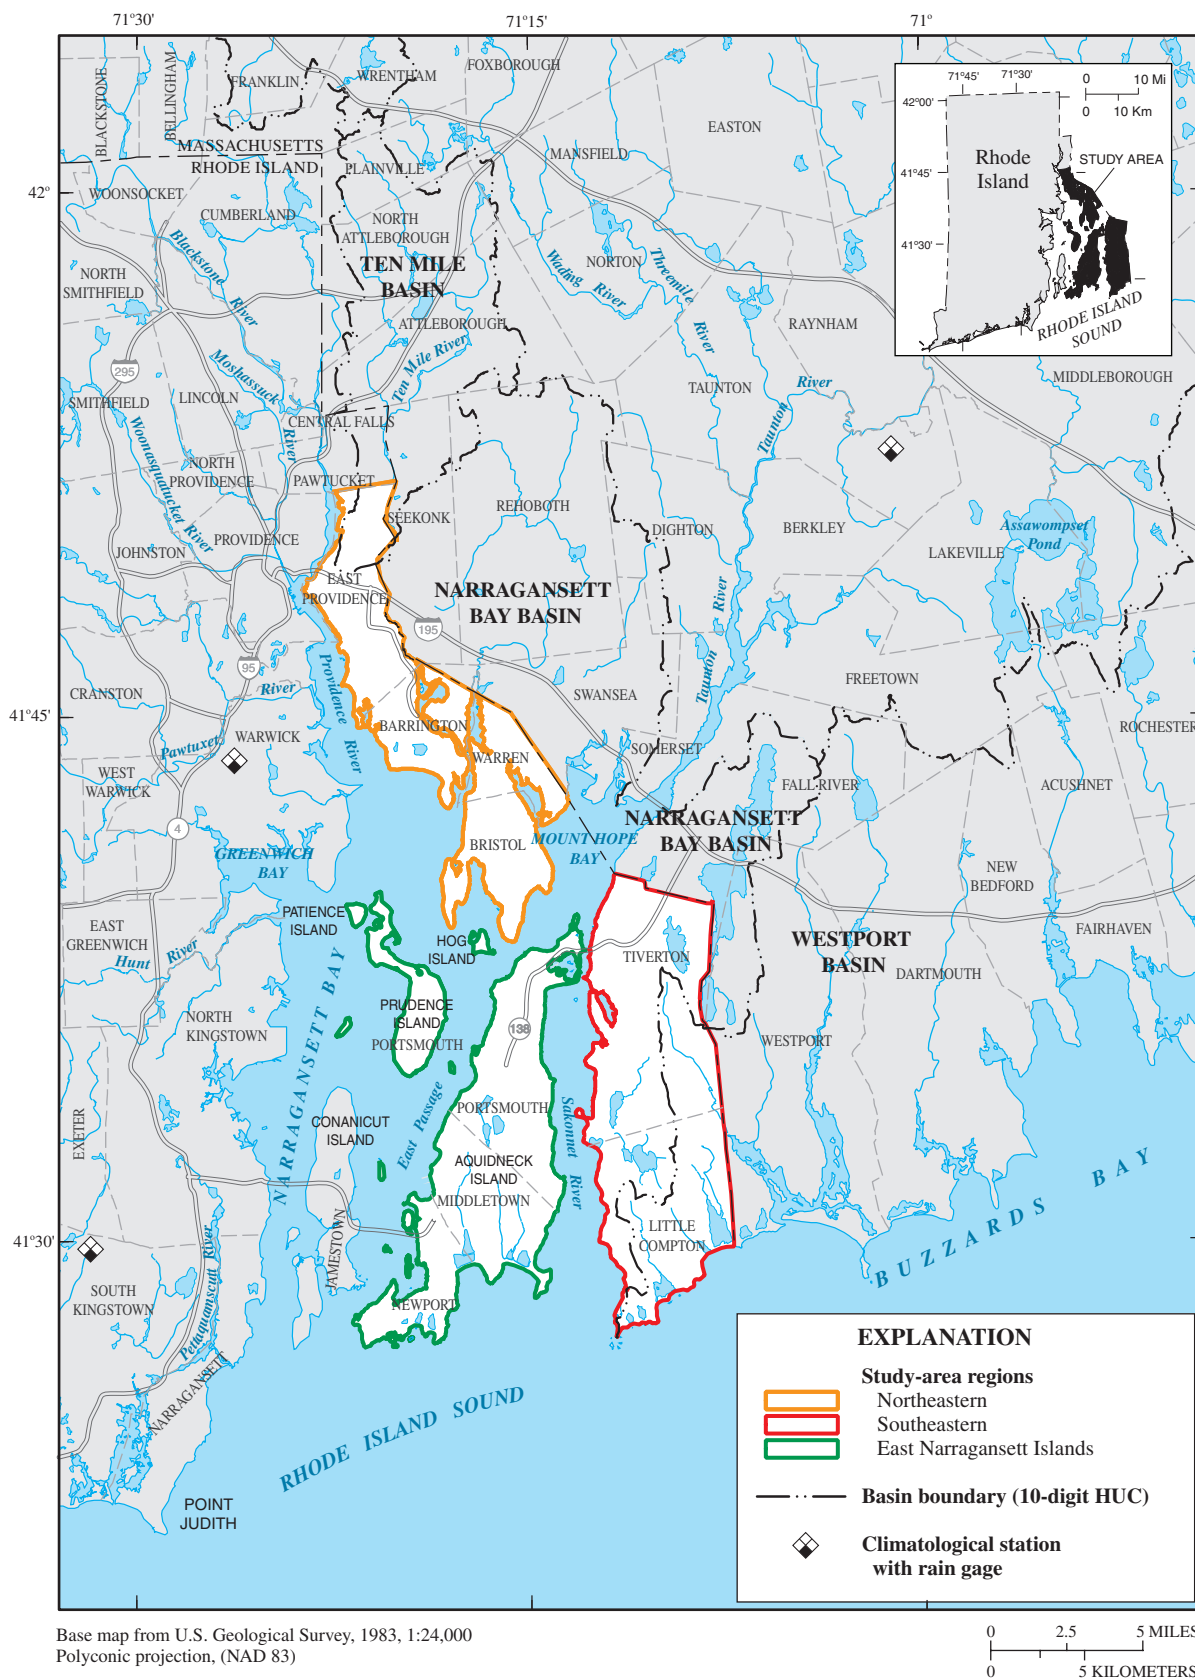 71°30'
71°15'
71°
BLACKSTONE
BELLINGHAM
FRANKLIN
WRENTHAM
FOXBOROUGH
MASSACHUSETTS
RHODE ISLAND
PLAINVILLE
MANSFIELD
EASTON
42°
WOONSOCKET
CUMBERLAND
NORTH
ATTLEBOROUGH
TEN MILE
BASIN
NORTON
Wading River
Threemile River
Blackstone River
NORTH
SMITHFIELD
ATTLEBOROUGH
Ten Mile River
RAYNHAM
TAUNTON
Taunton River
MIDDLEBOROUGH
295
SMITHFIELD
LINCOLN
Moshassuck River
Woonasquatucket River
CENTRAL FALLS
NORTH
PROVIDENCE
PAWTUCKET
SEEKONK
REHOBOTH
DIGHTON
BERKLEY
LAKEVILLE
Assawompset
Pond
JOHNSTON
PROVIDENCE
EAST
PROVIDENCE
NARRAGANSETT
BAY BASIN
195
95
Taunton River
CRANSTON
River
Providence River
SWANSEA
FREETOWN
41°45'
BARRINGTON
ROCHESTER
Pawtuxet
WARWICK
WARREN
SOMERSET
WEST
WARWICK
FALL RIVER
ACUSHNET
4
NARRAGANSETT
BAY BASIN
GREENWICH
BAY
BRISTOL
MOUNT HOPE
BAY
NEW
BEDFORD
PATIENCE
ISLAND
EAST
GREENWICH
Hunt River
HOG
ISLAND
TIVERTON
WESTPORT
BASIN
FAIRHAVEN
DARTMOUTH
NARRAGANSETT BAY
PRUDENCE
ISLAND
PORTSMOUTH
138
NORTH
KINGSTOWN
WESTPORT
EXETER
CONANICUT
ISLAND
East Passage
PORTSMOUTH
Sakonnet River
AQUIDNECK
ISLAND
MIDDLETOWN
BUZZARDS BAY
41°30'
JAMESTOWN
LITTLE
COMPTON
SOUTH
KINGSTOWN
Pettaquamscutt River
NEWPORT
NARRAGANSETT
RHODE ISLAND SOUND
POINT
JUDITH
71°45'
71°30'
0 10 Mi
0 10 Km
42°00'
41°45'
41°30'
Rhode
Island
STUDY AREA
RHODE ISLAND
SOUND
EXPLANATION
Study-area regions
Northeastern
Southeastern
East Narragansett Islands
Basin boundary (10-digit HUC)
Climatological station
with rain gage
Base map from U.S. Geological Survey, 1983, 1:24,000
Polyconic projection, (NAD 83)
0 2.5 5 MILES
0 5 KILOMETERS